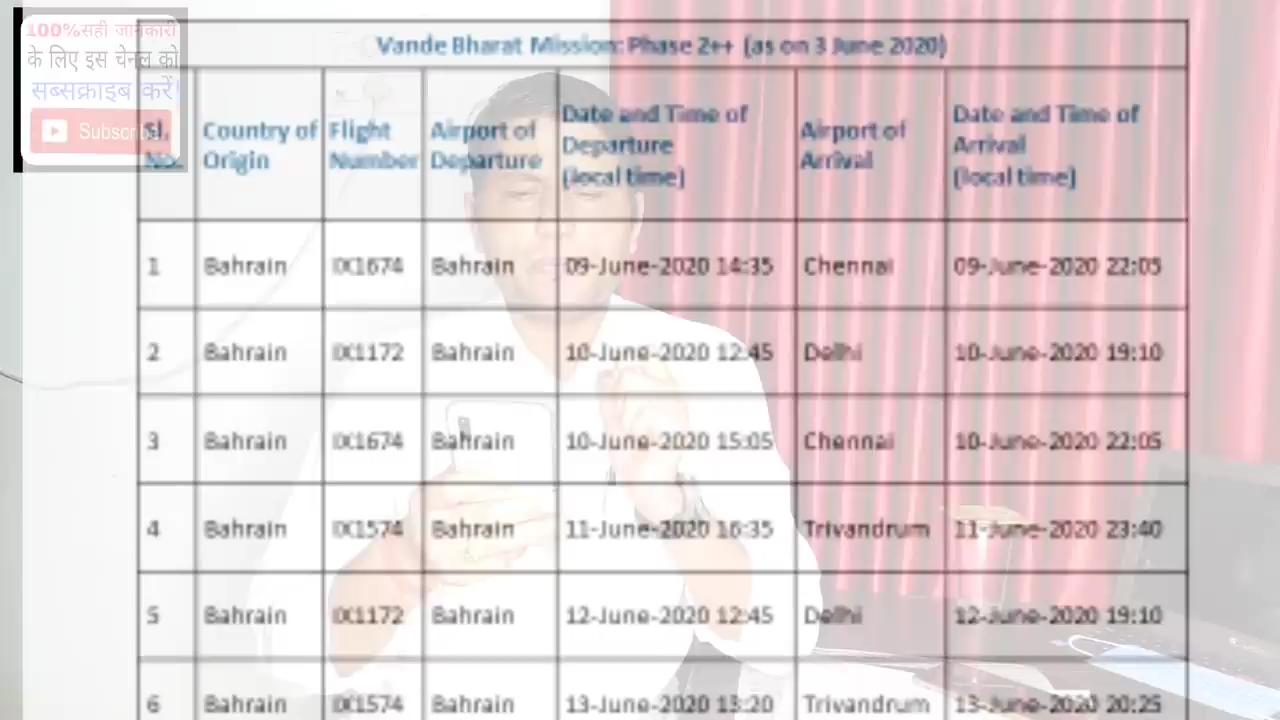 100%सही जानकारी
के लिए इस चेनल को
सब्सक्राइब करें!
Subscribe
Vande Bharat Mission: Phase 2++ (as on 3 June 2020)
Sl. No. Country of Origin Flight Number Airport of Departure Date and Time of Departure (local time) Airport of Arrival Date and Time of Arrival (local time)
1 Bahrain IX1674 Bahrain 09-June-2020 14:35 Chennai 09-June-2020 22:05
2 Bahrain IX1172 Bahrain 10-June-2020 12:45 Delhi 10-June-2020 19:10
3 Bahrain IX1674 Bahrain 10-June-2020 15:05 Chennai 10-June-2020 22:05
4 Bahrain IX1574 Bahrain 11-June-2020 16:35 Trivandrum 11-June-2020 23:40
5 Bahrain IX1172 Bahrain 12-June-2020 12:45 Delhi 12-June-2020 19:10
6 Bahrain IX1574 Bahrain 13-June-2020 13:20 Trivandrum 13-June-2020 20:25